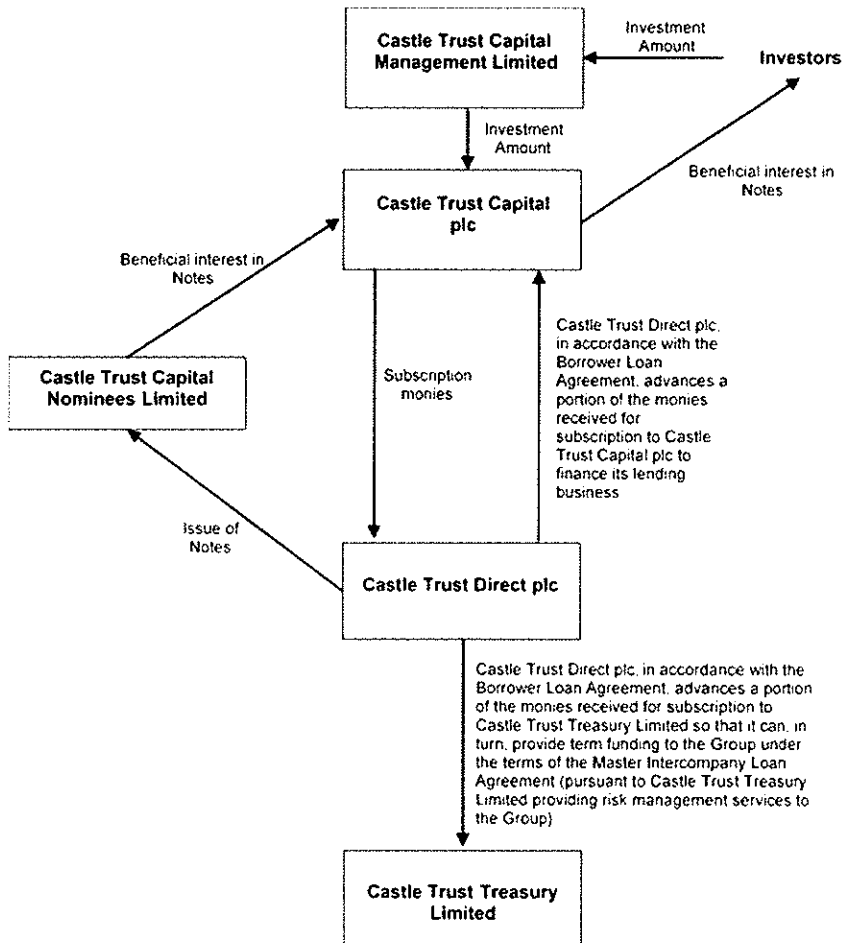 Castle Trust Capital
Management Limited
Investment
Amount
Investors
Investment
Amount
Castle Trust Capital
plc
Beneficial interest in
Notes
Beneficial interest in
Notes
Castle Trust Capital
Nominees Limited
Subscription
monies
Castle Trust Direct plc,
in accordance with the
Borrower Loan
Agreement, advances a
portion of the monies
received for
subscription to Castle
Trust Capital plc to
finance its lending
business
Issue of
Notes
Castle Trust Direct plc
Castle Trust Direct plc, in accordance with the
Borrower Loan Agreement, advances a portion
of the monies received for subscription to
Castle Trust Treasury Limited so that it can, in
turn, provide term funding to the Group under
the terms of the Master Intercompany Loan
Agreement (pursuant to Castle Trust Treasury
Limited providing risk management services to
the Group)
Castle Trust Treasury
Limited